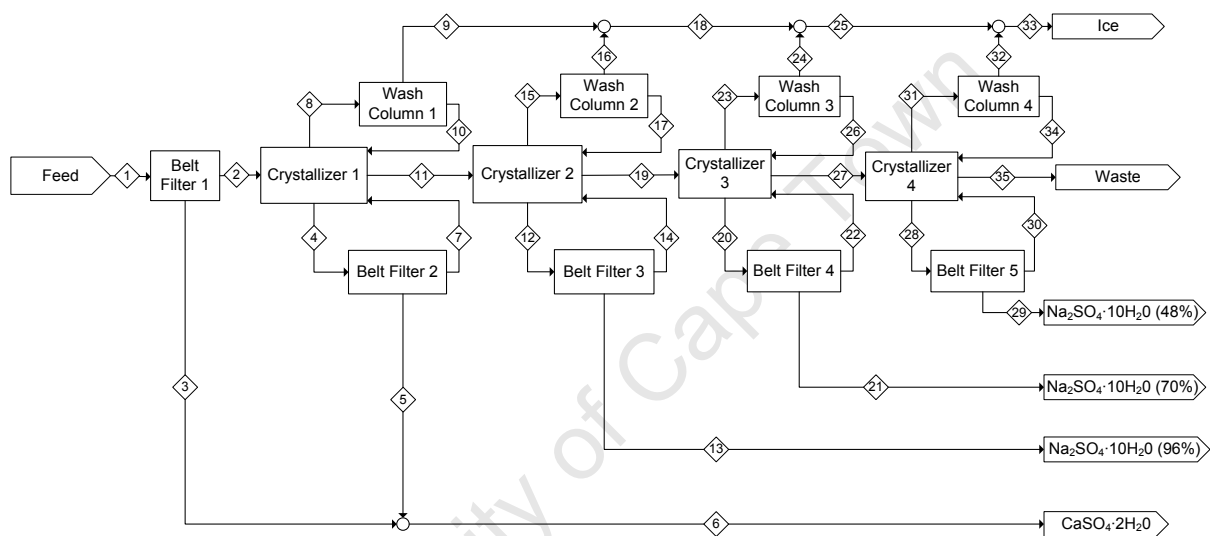 9
18
25
33
Ice
16
24
32
8
Wash
Column 1
15
Wash
Column 2
23
Wash
Column 3
31
Wash
Column 4
10
17
26
34
Feed
1
Belt
Filter 1
2
Crystallizer 1
11
Crystallizer 2
19
Crystallizer
3
27
Crystallizer
4
35
Waste
4
7
12
14
20
22
28
30
Belt Filter 2
Belt Filter 3
Belt Filter 4
Belt Filter 5
29
Na₂SO₄·10H₂0 (48%)
3
5
21
Na₂SO₄·10H₂0 (70%)
13
Na₂SO₄·10H₂0 (96%)
6
CaSO₄·2H₂0
ity of Cape Town